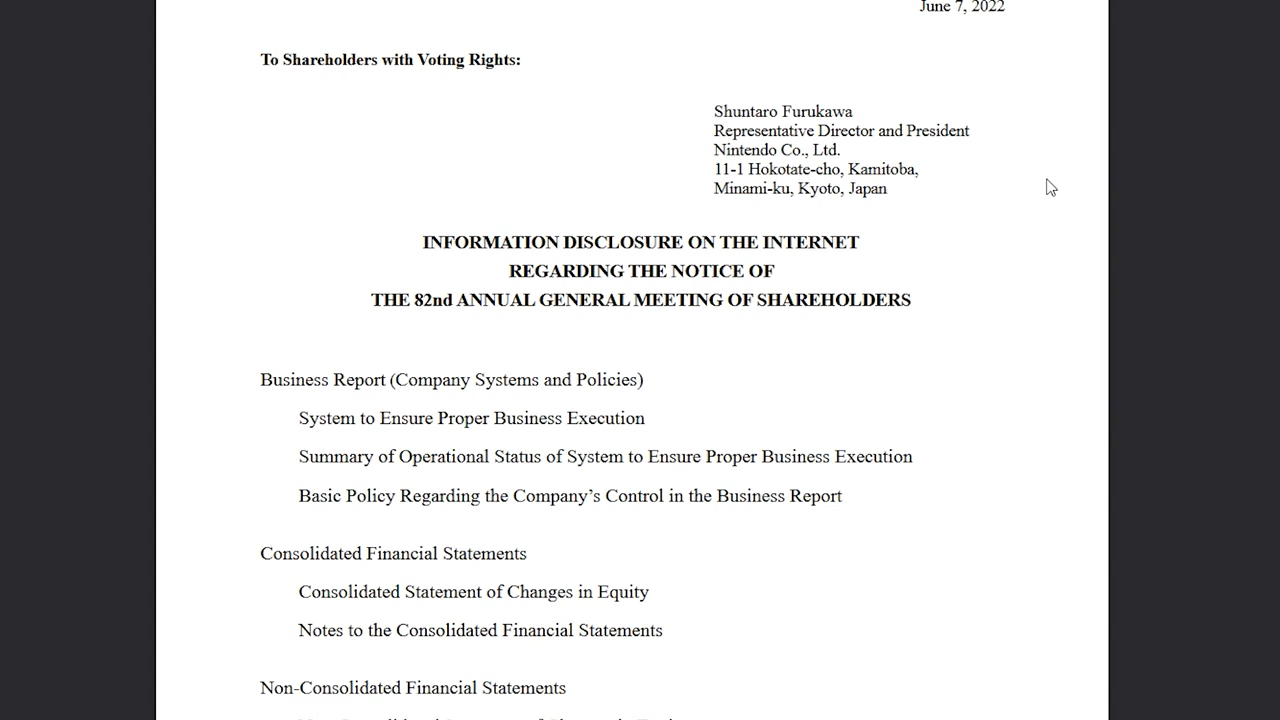 June 7, 2022
To Shareholders with Voting Rights:
Shuntaro Furukawa
Representative Director and President
Nintendo Co., Ltd.
11-1 Hokotate-cho, Kamitoba,
Minami-ku, Kyoto, Japan
INFORMATION DISCLOSURE ON THE INTERNET
REGARDING THE NOTICE OF
THE 82nd ANNUAL GENERAL MEETING OF SHAREHOLDERS
Business Report (Company Systems and Policies)
System to Ensure Proper Business Execution
Summary of Operational Status of System to Ensure Proper Business Execution
Basic Policy Regarding the Company’s Control in the Business Report
Consolidated Financial Statements
Consolidated Statement of Changes in Equity
Notes to the Consolidated Financial Statements
Non-Consolidated Financial Statements